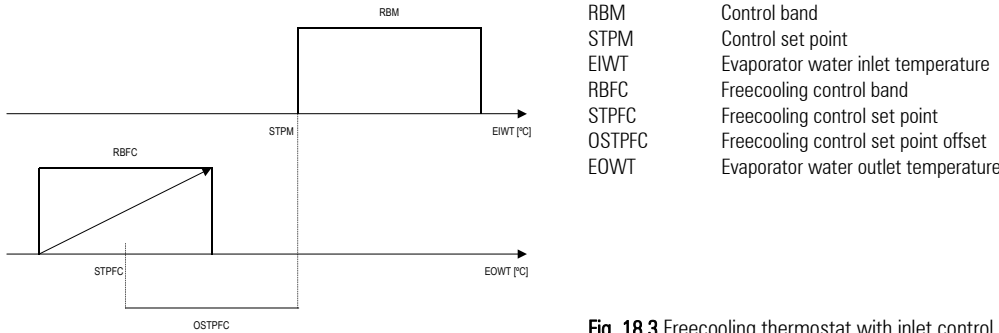 RBM
STPM
EIWT [°C]
RBFC
STPFC
EOWT [°C]
OSTPFC
RBM Control band
STPM Control set point
EIWT Evaporator water inlet temperature
RBFC Freecooling control band
STPFC Freecooling control set point
OSTPFC Freecooling control set point offset
EOWT Evaporator water outlet temperature
Fig. 18.3 Freecooling thermostat with inlet control